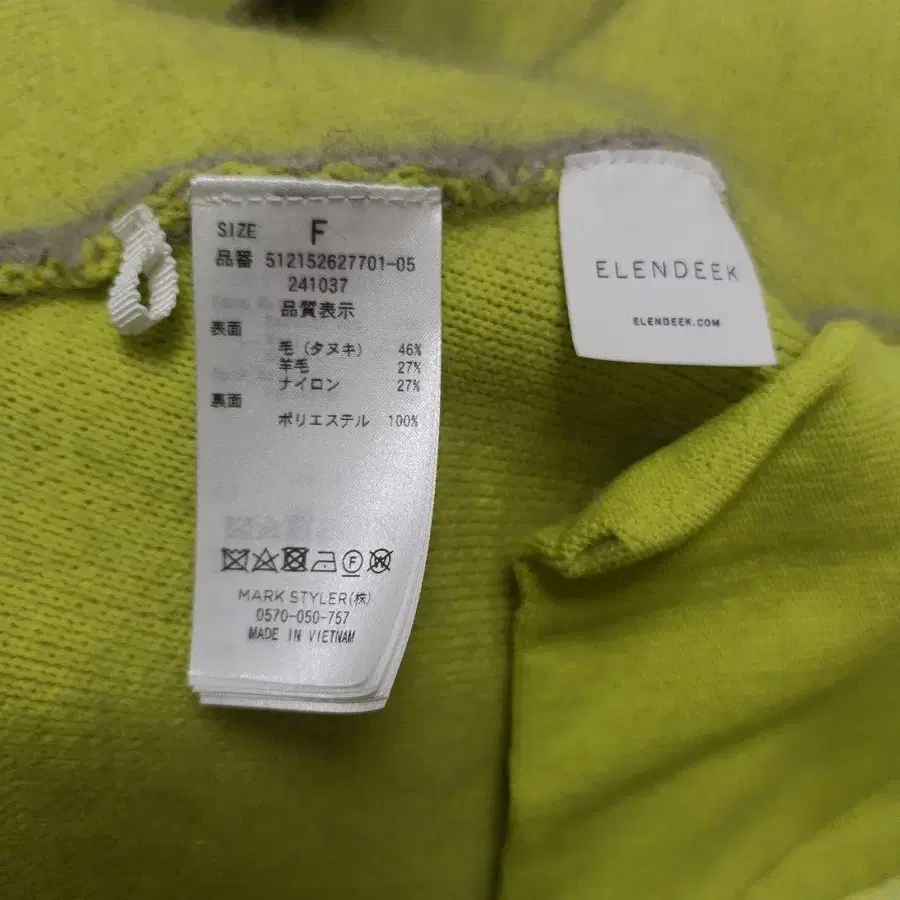 SIZE F
品番 512152627701-05
241037
品質表示
表面
毛(タヌキ) 46%
羊毛 27%
ナイロン 27%
裏面
ポリエステル 100%
F
W
MARK STYLER(株)
0570-050-757
MADE IN VIETNAM
ELENDEEK
ELENDEEK.COM